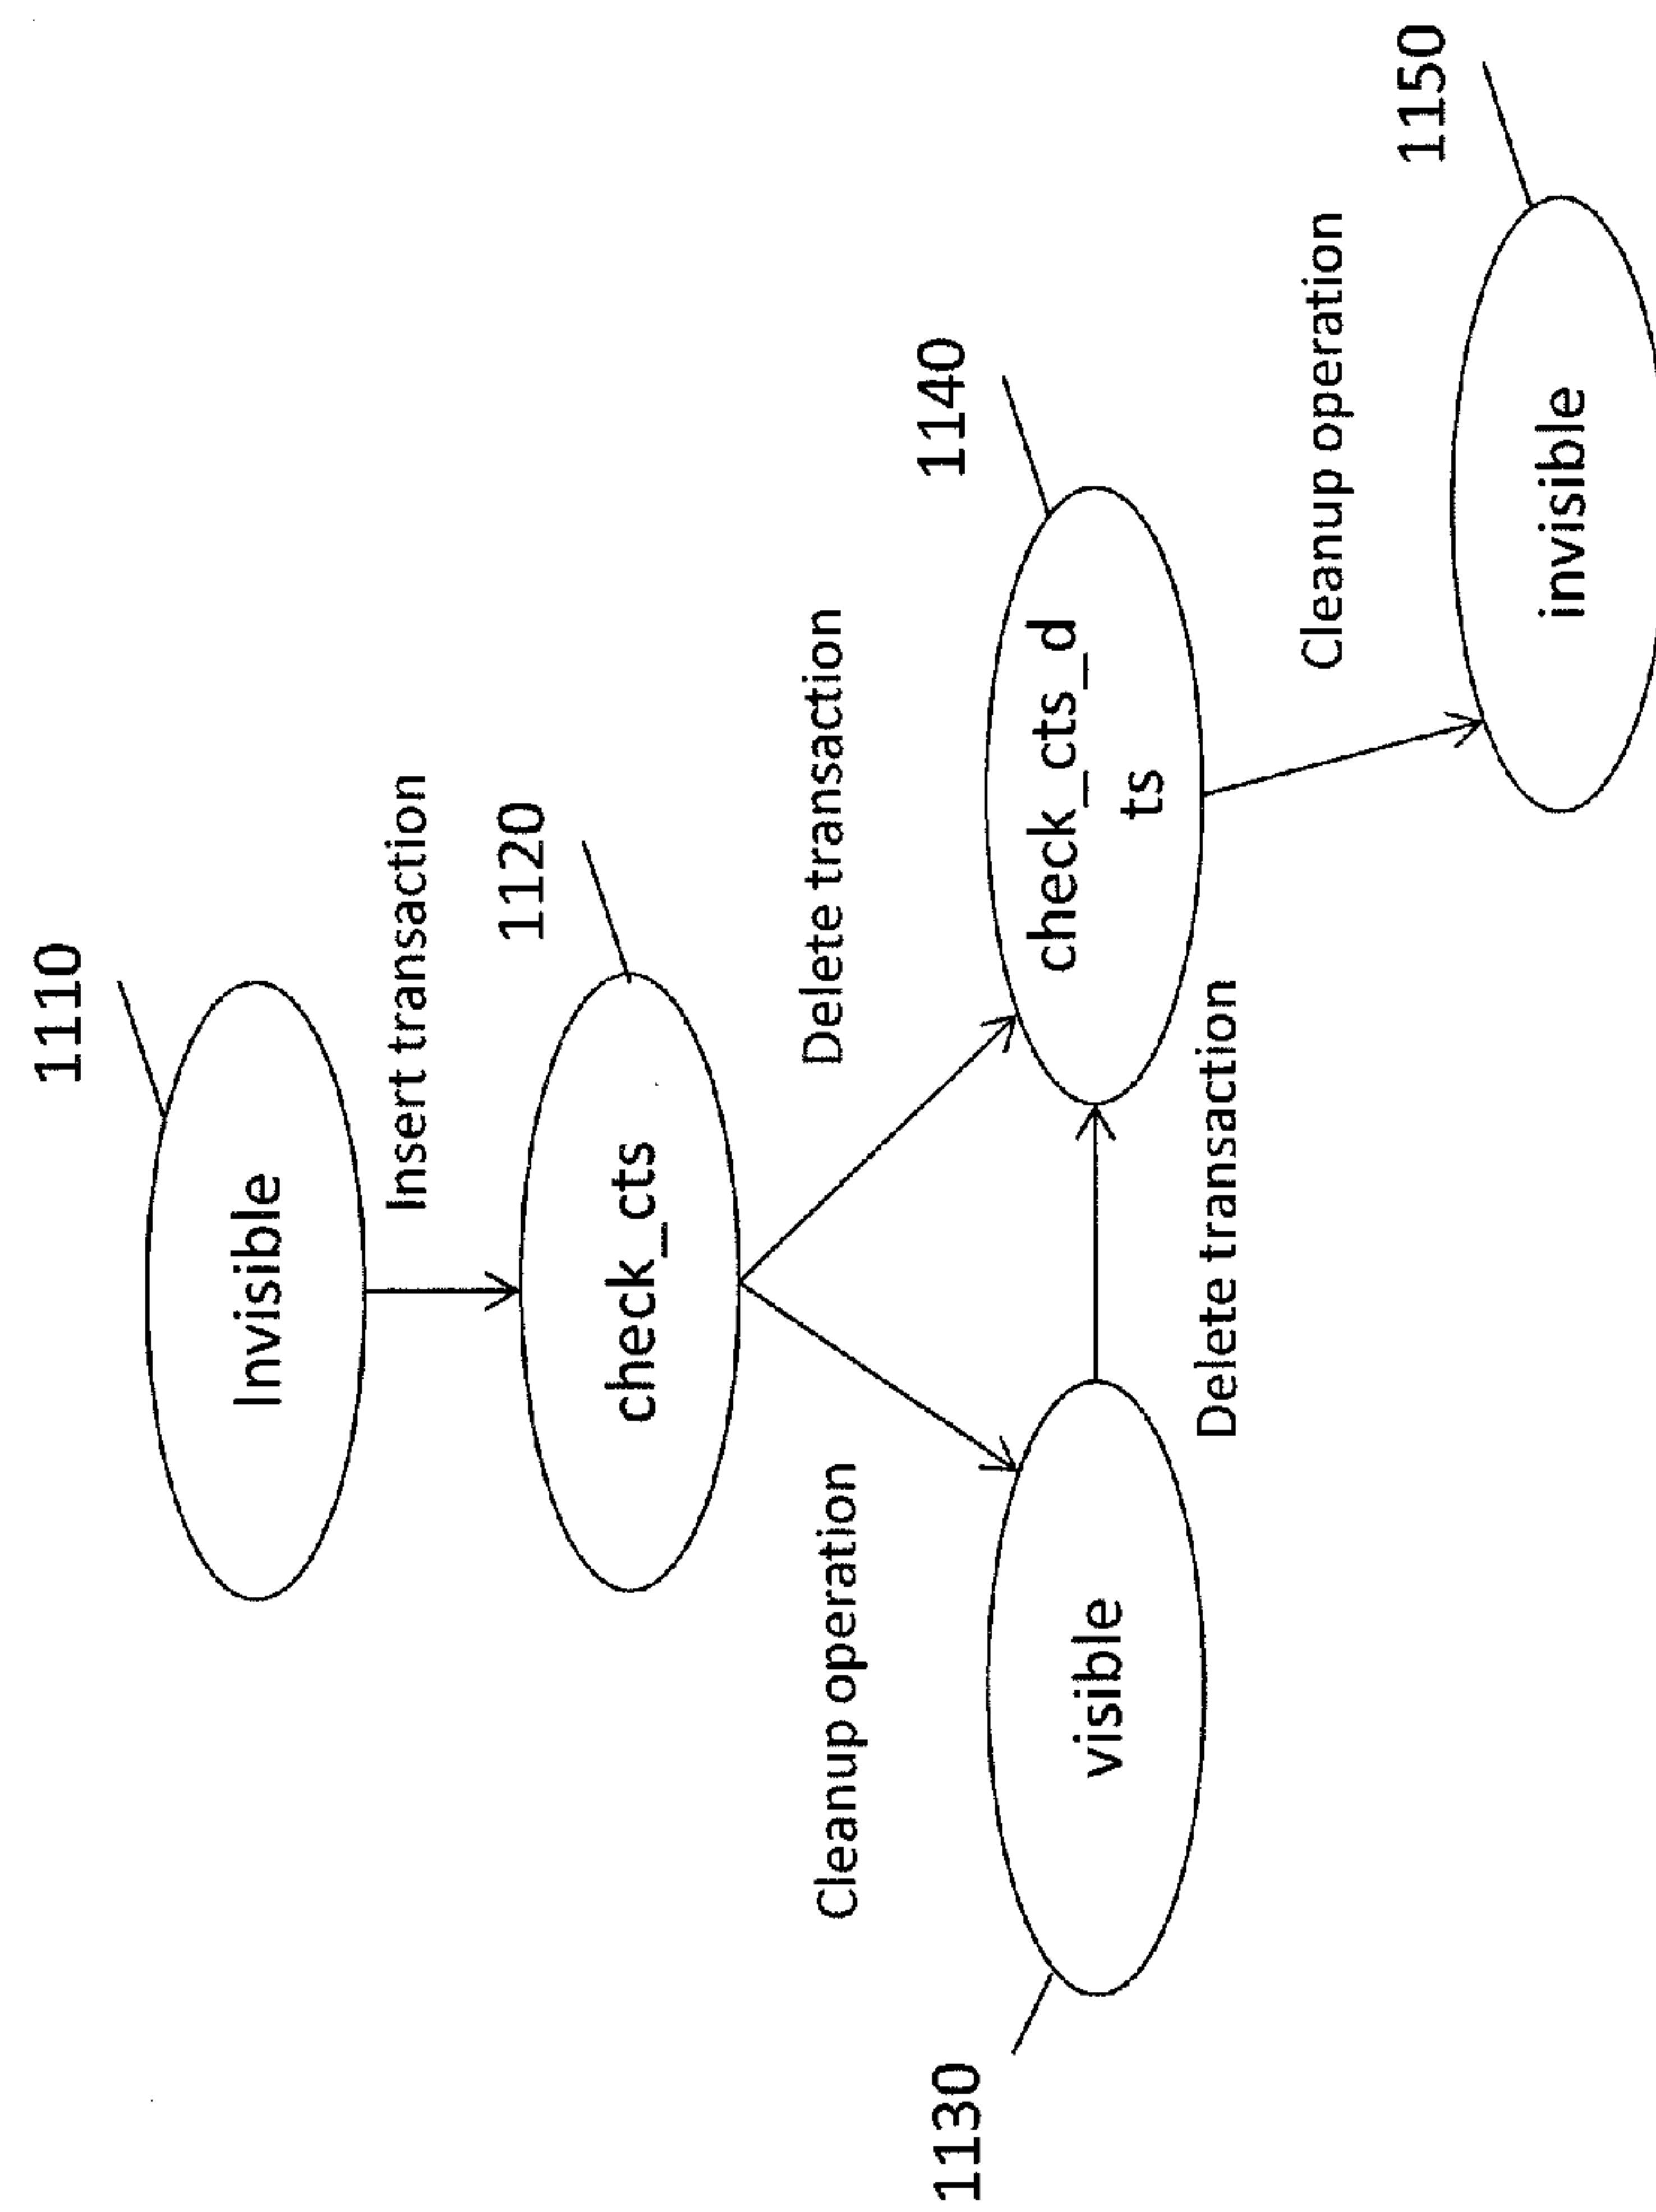 1110
Invisible
Insert transaction
1120
check_cts
Cleanup operation
Delete transaction
1130
visible
1140
check_cts_d
ts
Delete transaction
Cleanup operation
1150
invisible